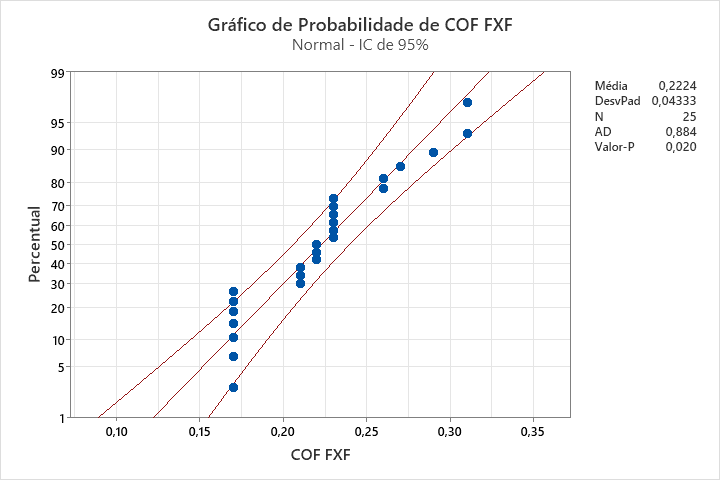 Gráfico de Probabilidade de COF FXF
Normal - IC de 95%
Média 0,2224
DesvPad 0,04333
N 25
AD 0,884
Valor-P 0,020
Percentual
99
95
90
80
70
60
50
40
30
20
10
5
1
0,10 0,15 0,20 0,25 0,30 0,35
COF FXF